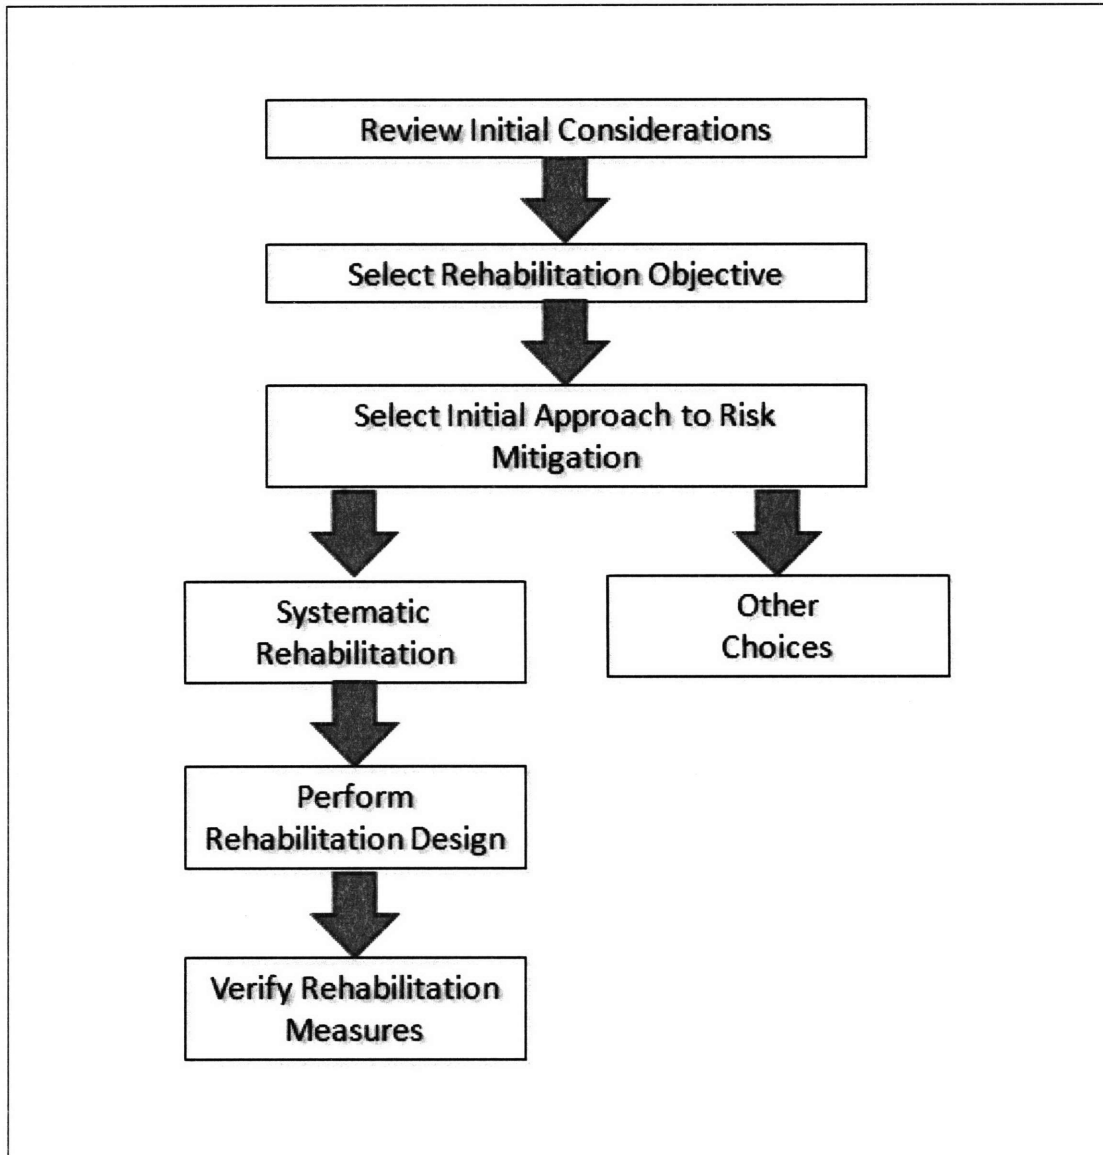 Review Initial Considerations
Select Rehabilitation Objective
Select Initial Approach to Risk
Mitigation
Systematic
Rehabilitation
Other
Choices
Perform
Rehabilitation Design
Verify Rehabilitation
Measures